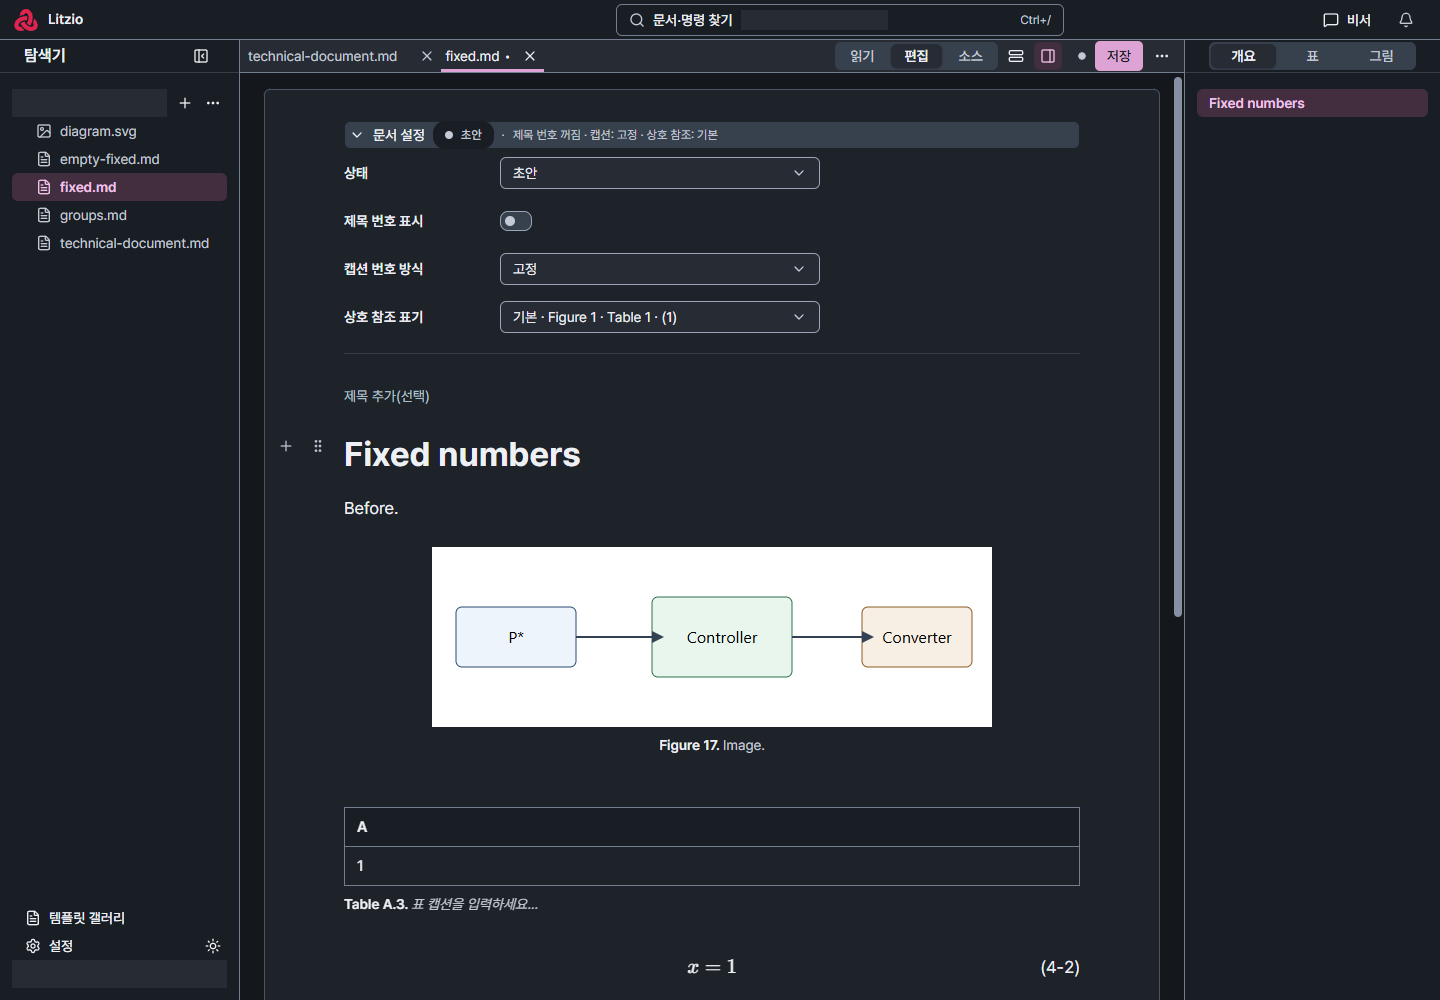 Litzio
문서·명령 찾기
Ctrl+/
비서
탐색기
technical-document.md
fixed.md •
읽기
편집
소스
저장
개요
표
그림
diagram.svg
empty-fixed.md
fixed.md
groups.md
technical-document.md
템플릿 갤러리
설정
문서 설정
초안
· 제목 번호 꺼짐 · 캡션: 고정 · 상호 참조: 기본
상태
초안
제목 번호 표시
캡션 번호 방식
고정
상호 참조 표기
기본 · Figure 1 · Table 1 · (1)
제목 추가(선택)
Fixed numbers
Before.
P*
Controller
Converter
Figure 17. Image.
A
1
Table A.3. 표 캡션을 입력하세요...
x = 1
(4-2)
Fixed numbers